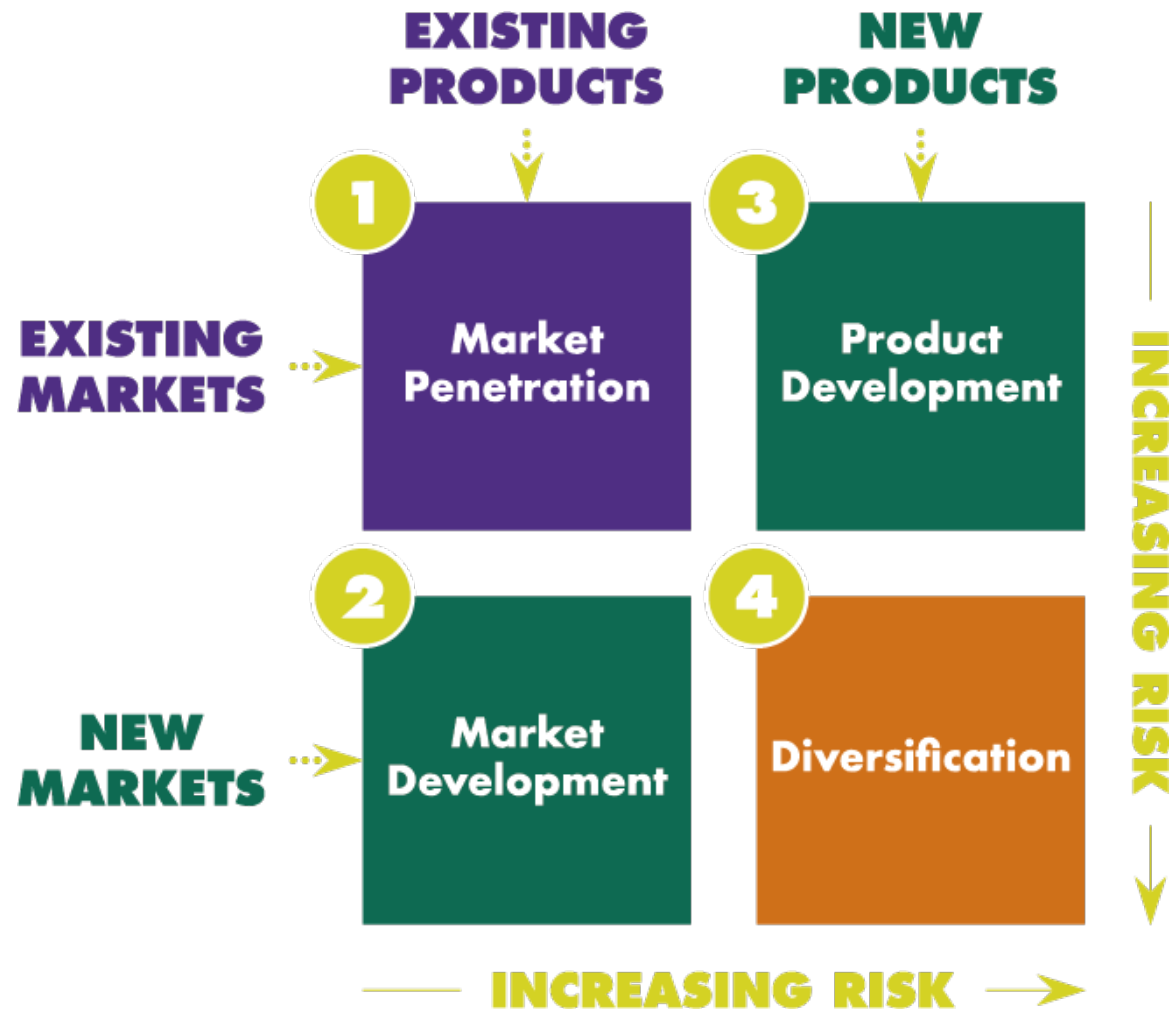 EXISTING
PRODUCTS
NEW
PRODUCTS
1
3
EXISTING
MARKETS
Market
Penetration
Product
Development
2
4
NEW
MARKETS
Market
Development
Diversification
INCREASING RISK
INCREASING RISK